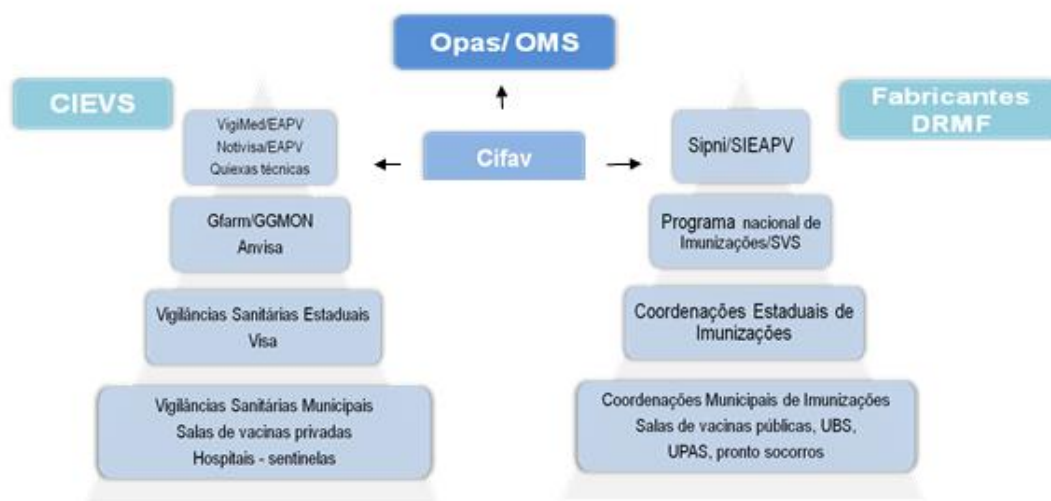 Opas/ OMS
CIEVS
Fabricantes
DRMF
VigiMed/EAPV
Notivisa/EAPV
Quiexas técnicas
Cifav
Sipni/SIEAPV
Gfarm/GGMON
Anvisa
Programa nacional de
Imunizações/SVS
Vigilâncias Sanitárias Estaduais
Visa
Coordenações Estaduais de
Imunizações
Vigilâncias Sanitárias Municipais
Salas de vacinas privadas
Hospitais - sentinelas
Coordenações Municipais de Imunizações
Salas de vacinas públicas, UBS,
UPAS, pronto socorros